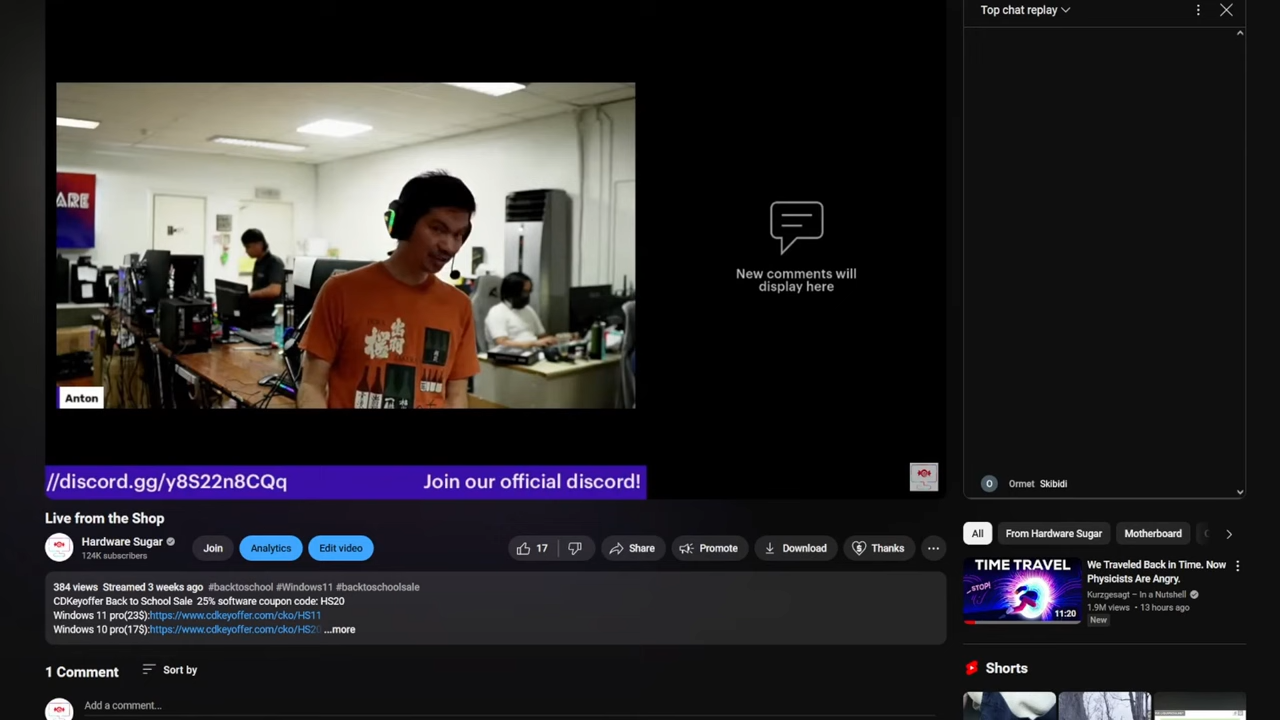 Top chat replay
ARE
New comments will
display here
Anton
//discord.gg/y8S22n8CQq
Join our official discord!
Ormet Skibidi
O
Live from the Shop
Hardware Sugar
124K subscribers
Join
Analytics
Edit video
17
Share
Promote
Download
Thanks
All
From Hardware Sugar
Motherboard
384 views Streamed 3 weeks ago #backtoschool #Windows11 #backtoschoolsale
CDKeyoffer Back to School Sale 25% software coupon code: HS20
Windows 11 pro(23$):https://www.cdkeyoffer.com/cko/HS11
Windows 10 pro(17$):https://www.cdkeyoffer.com/cko/HS20 ...more
TIME TRAVEL
STOP!
11:20
We Traveled Back in Time. Now
Physicists Are Angry.
Kurzgesagt – In a Nutshell
1.9M views • 13 hours ago
New
1 Comment
Sort by
Shorts
Add a comment...